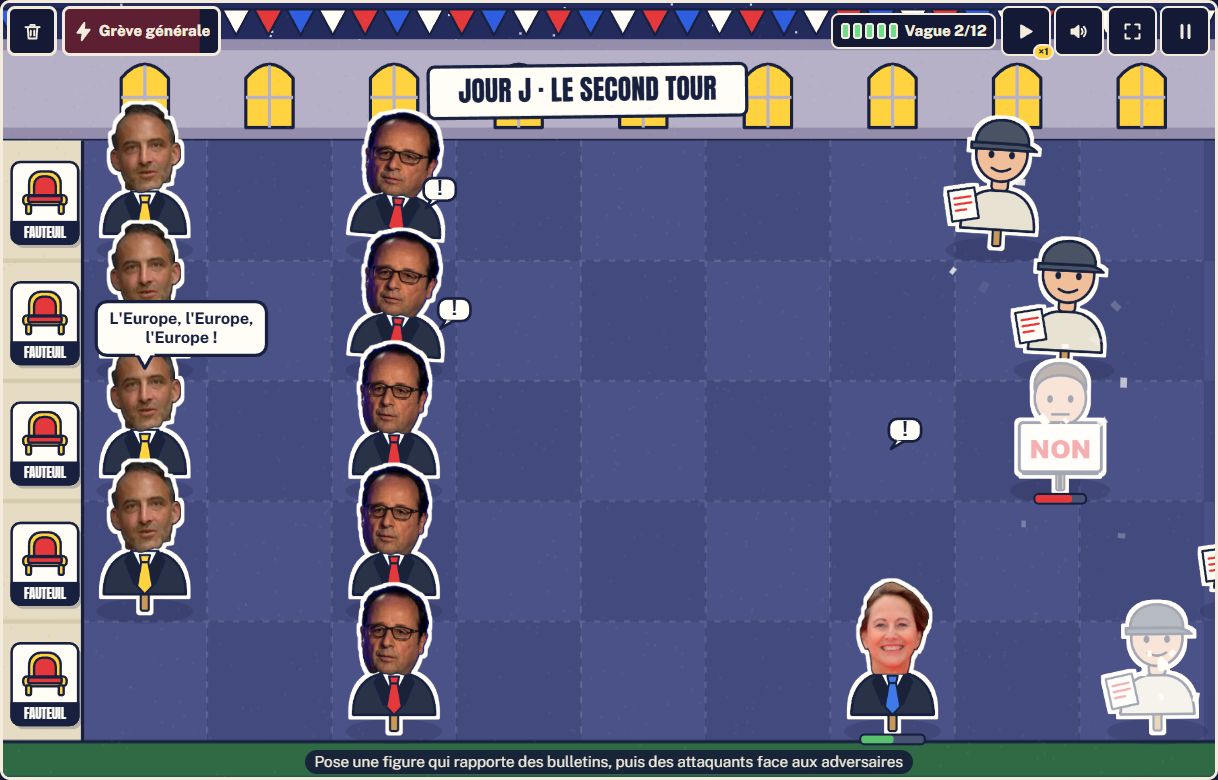 Grève générale
Vague 2/12
×1
JOUR J · LE SECOND TOUR
FAUTEUIL
!
FAUTEUIL
!
L'Europe, l'Europe,
l'Europe !
FAUTEUIL
!
NON
FAUTEUIL
FAUTEUIL
Pose une figure qui rapporte des bulletins, puis des attaquants face aux adversaires